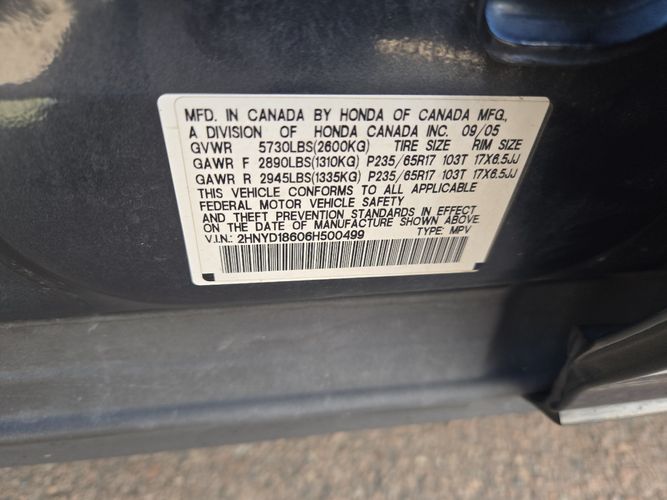 MFD. IN CANADA BY HONDA OF CANADA MFG.,
A DIVISION OF HONDA CANADA INC. 09/05
GVWR 5730LBS(2600KG) TIRE SIZE RIM SIZE
GAWR F 2890LBS(1310KG) P235/65R17 103T 17X6.5JJ
GAWR R 2945LBS(1335KG) P235/65R17 103T 17X6.5JJ
THIS VEHICLE CONFORMS TO ALL APPLICABLE
FEDERAL MOTOR VEHICLE SAFETY
AND THEFT PREVENTION STANDARDS IN EFFECT
ON THE DATE OF MANUFACTURE SHOWN ABOVE
V.I.N.: 2HNYD18606H500499 TYPE: MPV